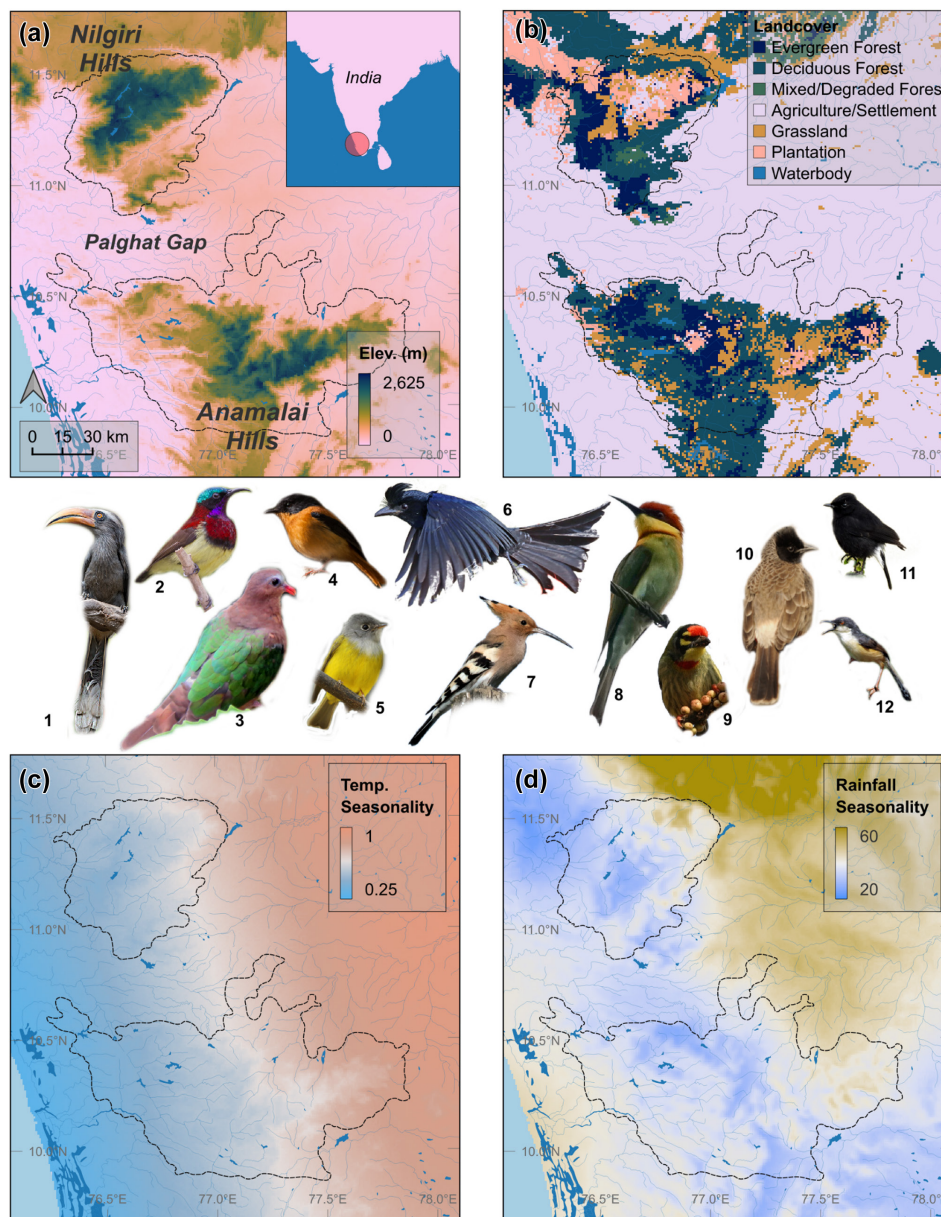 (a)
Nilgiri
Hills
India
11.5°N
11.0°N
Palghat Gap
10.5°N
10.0°N
Elev. (m)
2,625
0
Anamalai
Hills
0 15 30 km
76.5°E
77.0°E
77.5°E
78.0°E
(b)
Landcover
Evergreen Forest
Deciduous Forest
Mixed/Degraded Forest
Agriculture/Settlement
Grassland
Plantation
Waterbody
11.5°N
11.0°N
10.5°N
10.0°N
76.5°E
77.0°E
77.5°E
78.0°E
1
2
3
4
5
6
7
8
9
10
11
12
(c)
Temp.
Seasonality
1
0.25
11.5°N
11.0°N
10.5°N
10.0°N
76.5°E
77.0°E
77.5°E
78.0°E
(d)
Rainfall
Seasonality
60
20
11.5°N
11.0°N
10.5°N
10.0°N
76.5°E
77.0°E
77.5°E
78.0°E